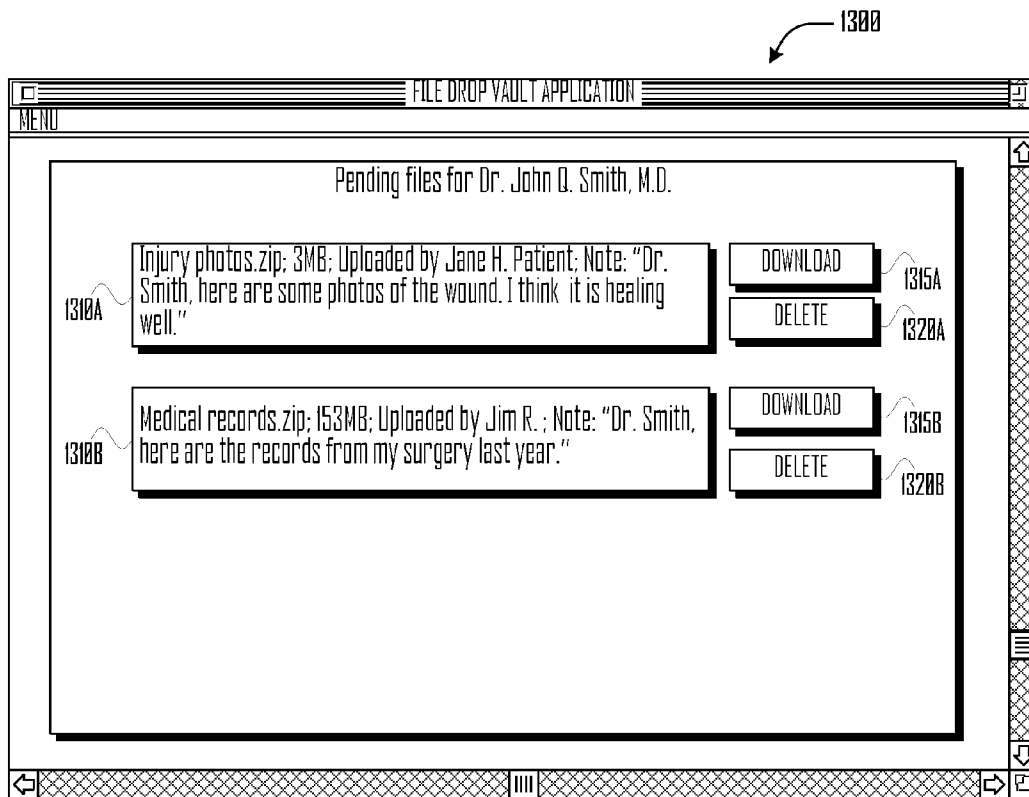 1300
FILE DROP VAULT APPLICATION
MENU
Pending files for Dr. John Q. Smith, M.D.
Injury photos.zip; 3MB; Uploaded by Jane H. Patient; Note: “Dr.
Smith, here are some photos of the wound. I think it is healing
well.”
DOWNLOAD
DELETE
1310A
1315A
1320A
Medical records.zip; 153MB; Uploaded by Jim R. ; Note: “Dr. Smith,
here are the records from my surgery last year.”
DOWNLOAD
DELETE
1310B
1315B
1320B